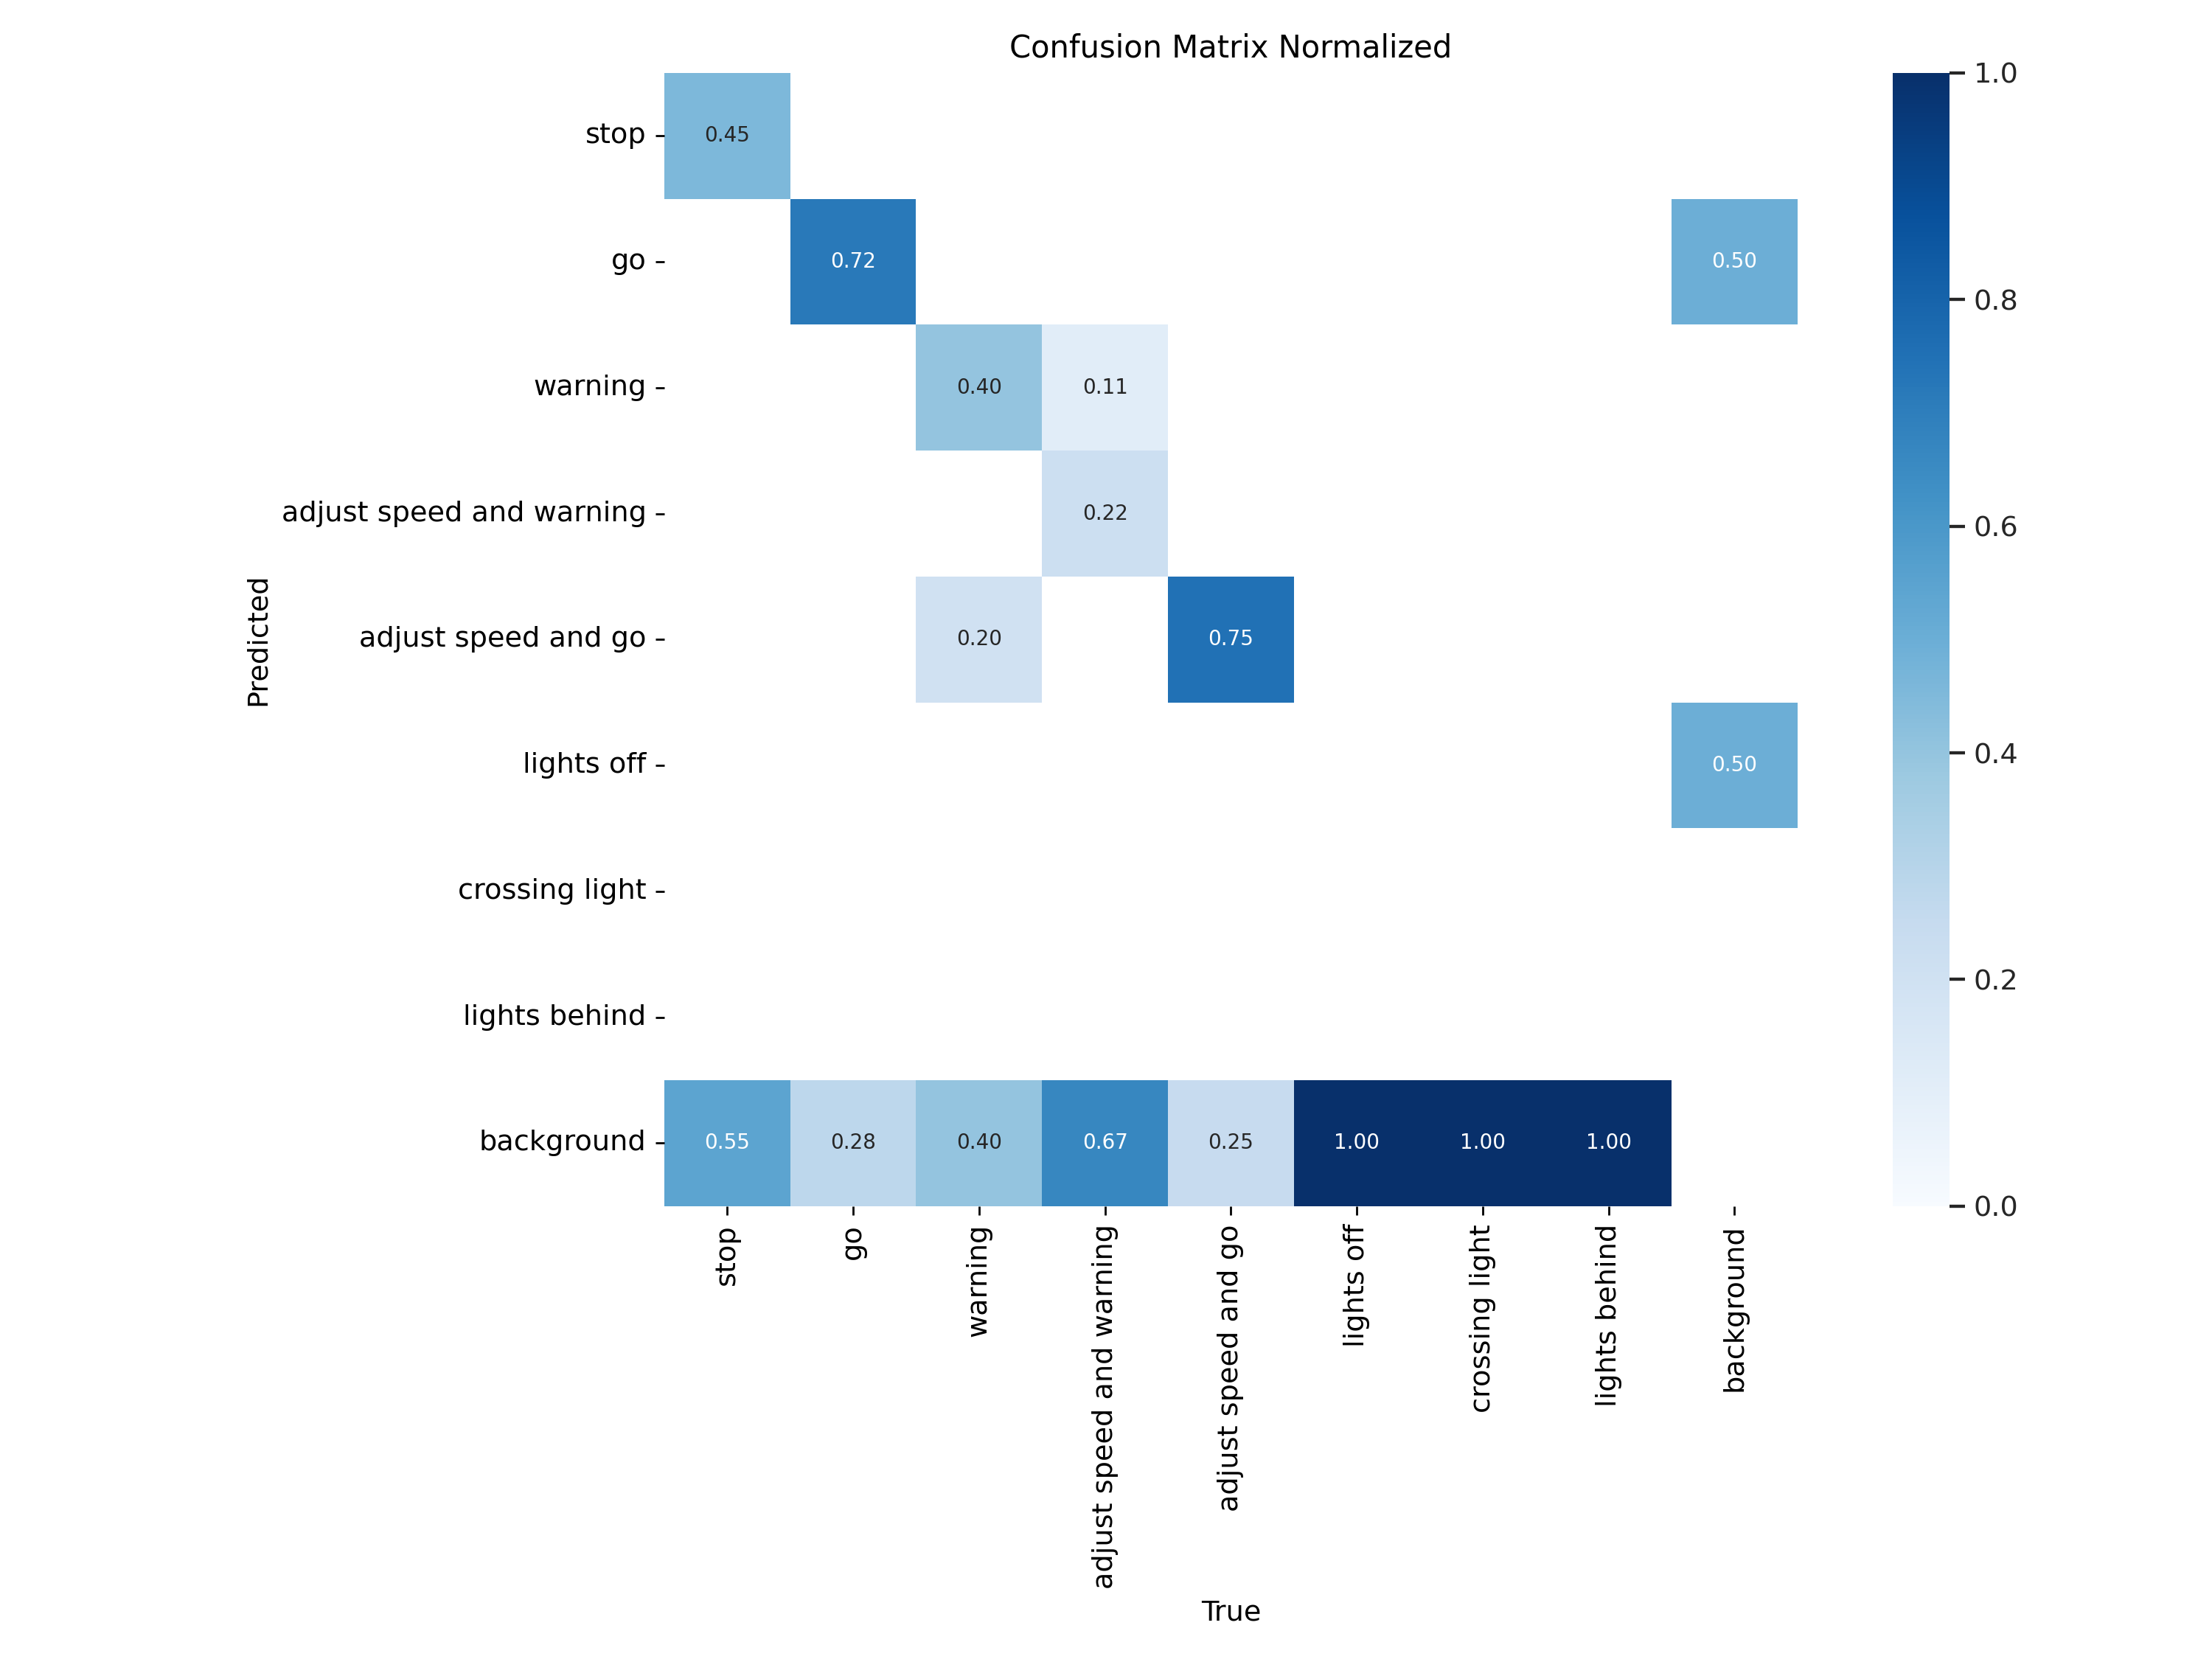 Confusion Matrix Normalized
stop
0.45
go
0.72
0.50
warning
0.40
0.11
adjust speed and warning
0.22
adjust speed and go
0.20
0.75
lights off
0.50
crossing light
lights behind
background
0.55
0.28
0.40
0.67
0.25
1.00
1.00
1.00
Predicted
stop
go
warning
adjust speed and warning
adjust speed and go
lights off
crossing light
lights behind
background
True
1.0
0.8
0.6
0.4
0.2
0.0